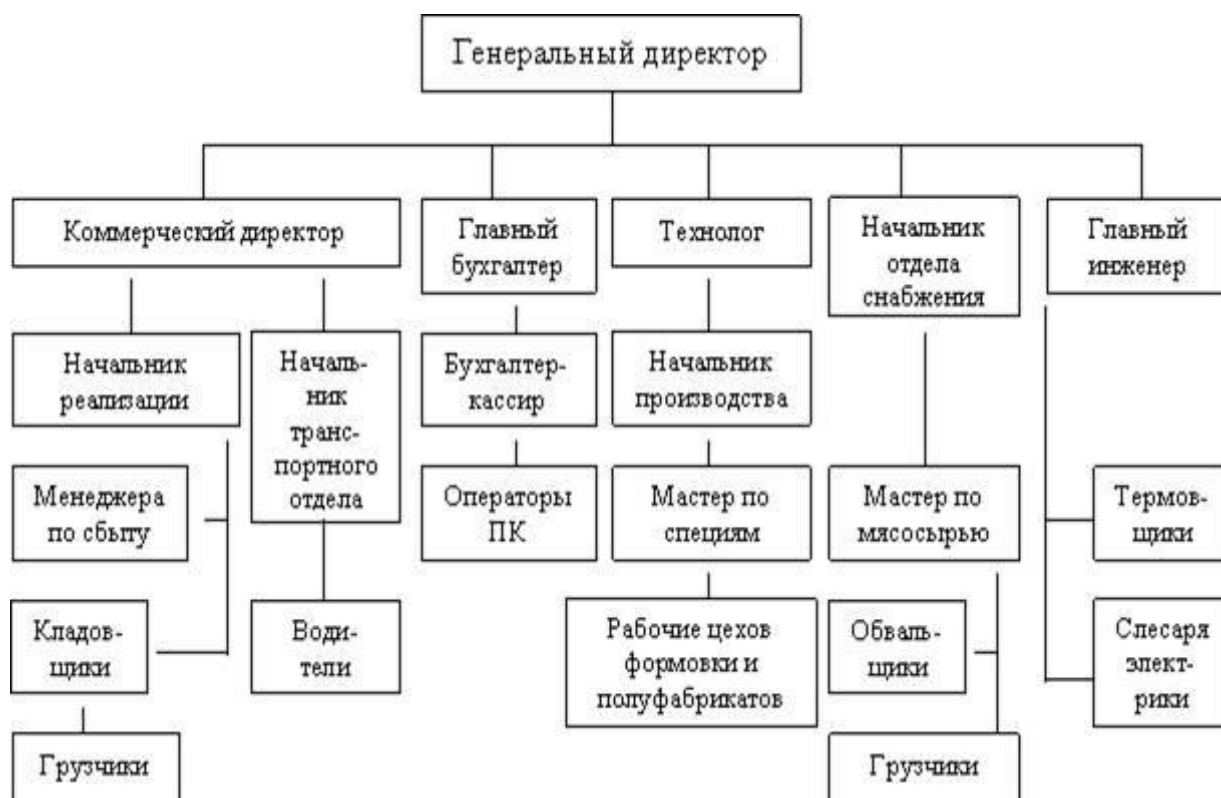 Генеральный директор
Коммерческий директор
Главный
бухгалтер
Технолог
Начальник
отдела
снабжения
Главный
инженер
Начальник
реализации
Началь-
ник
транс-
портного
отдела
Бухгалтер-
кассир
Начальник
производства
Менеджера
по сбыту
Операторы
ПК
Мастер по
специям
Мастер по
мясосырью
Термов-
щики
Кладов-
щики
Води-
тели
Рабочие цехов
формовки и
полуфабрикатов
Обваль-
щики
Слесаря
элект-
рики
Грузчики
Грузчики